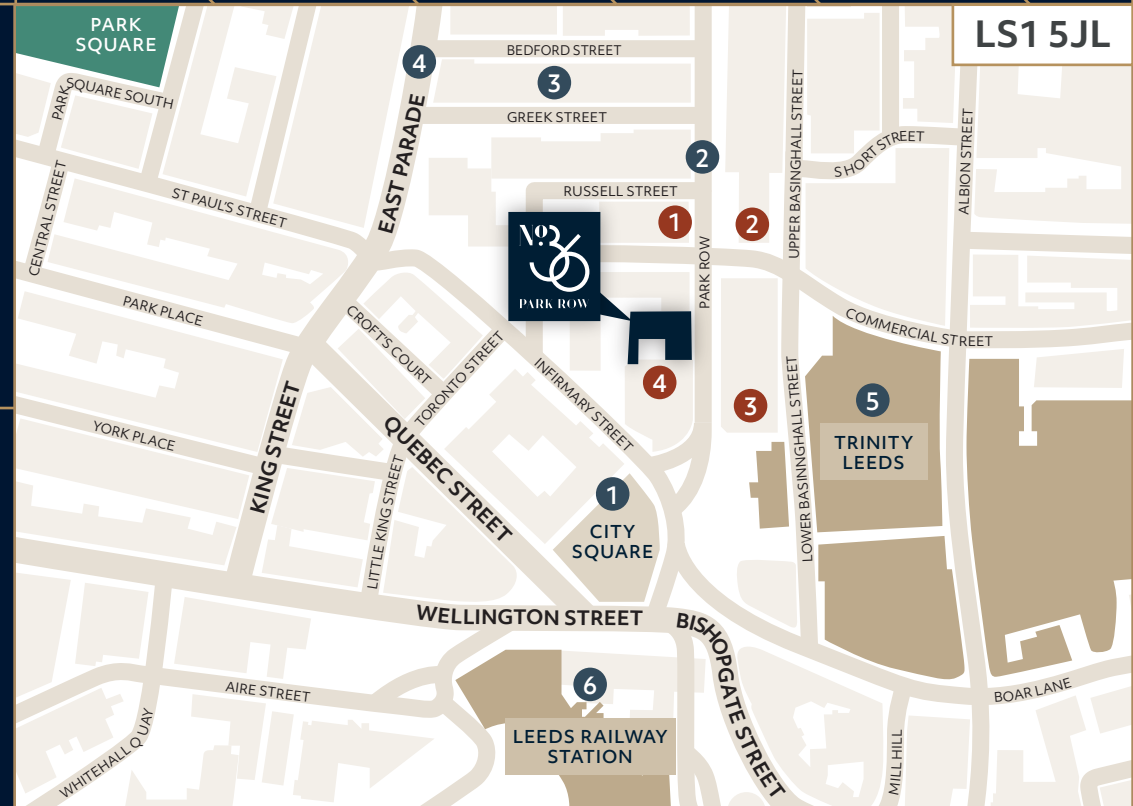 PARK
SQUARE
LS1 5JL
BEDFORD STREET
4
3
PARK
SQUARE SOUTH
GREEK STREET
EAST PARADE
2
SHORT STREET
UPPER BASINGHALL STREET
ALBION STREET
RUSSELL STREET
CENTRAL STREET
ST PAUL'S STREET
1
2
No.
36
PARK ROW
PARK ROW
PARK PLACE
CROFT'S COURT
TORONTO STREET
INFIRMARY STREET
COMMERCIAL STREET
4
3
LOWER BASINNGHALL STREET
5
TRINITY
LEEDS
YORK PLACE
KING STREET
QUEBEC STREET
LITTLE KING STREET
1
CITY
SQUARE
WELLINGTON STREET
BISHOPGATE STREET
AIRE STREET
6
LEEDS RAILWAY
STATION
BOAR LANE
WHITEHALL QUAY
MILL HILL